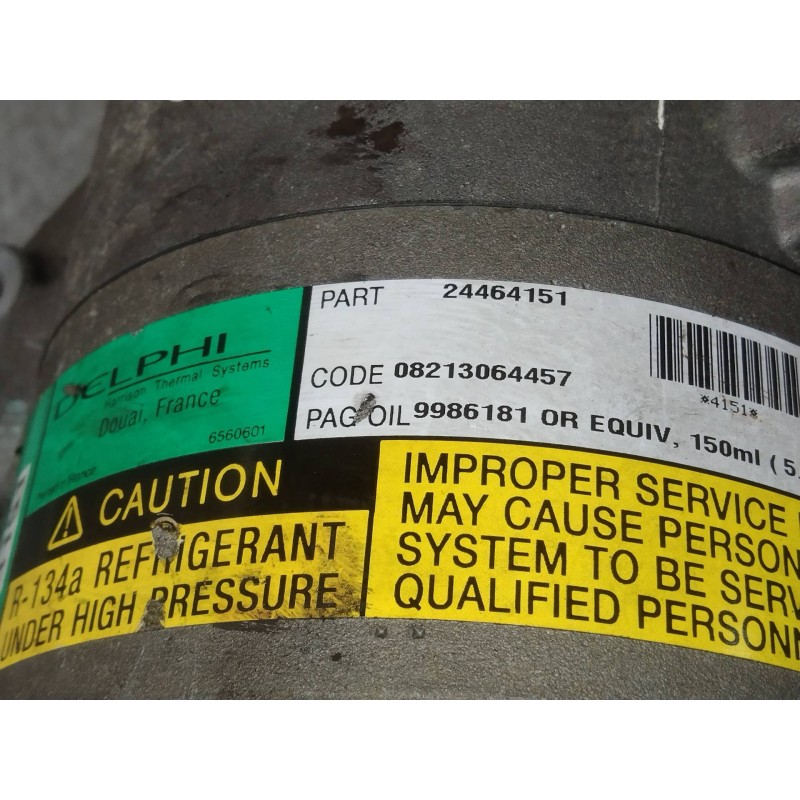 DELPHI
Harrison Thermal Systems
Douai, France
6560601
PART 24464151
CODE 08213064457
PAG OIL 9986181 OR EQUIV, 150ml (5.
*4151*
CAUTION
R-134a REFRIGERANT
UNDER HIGH PRESSURE
IMPROPER SERVICE
MAY CAUSE PERSON
SYSTEM TO BE SERV
QUALIFIED PERSONN